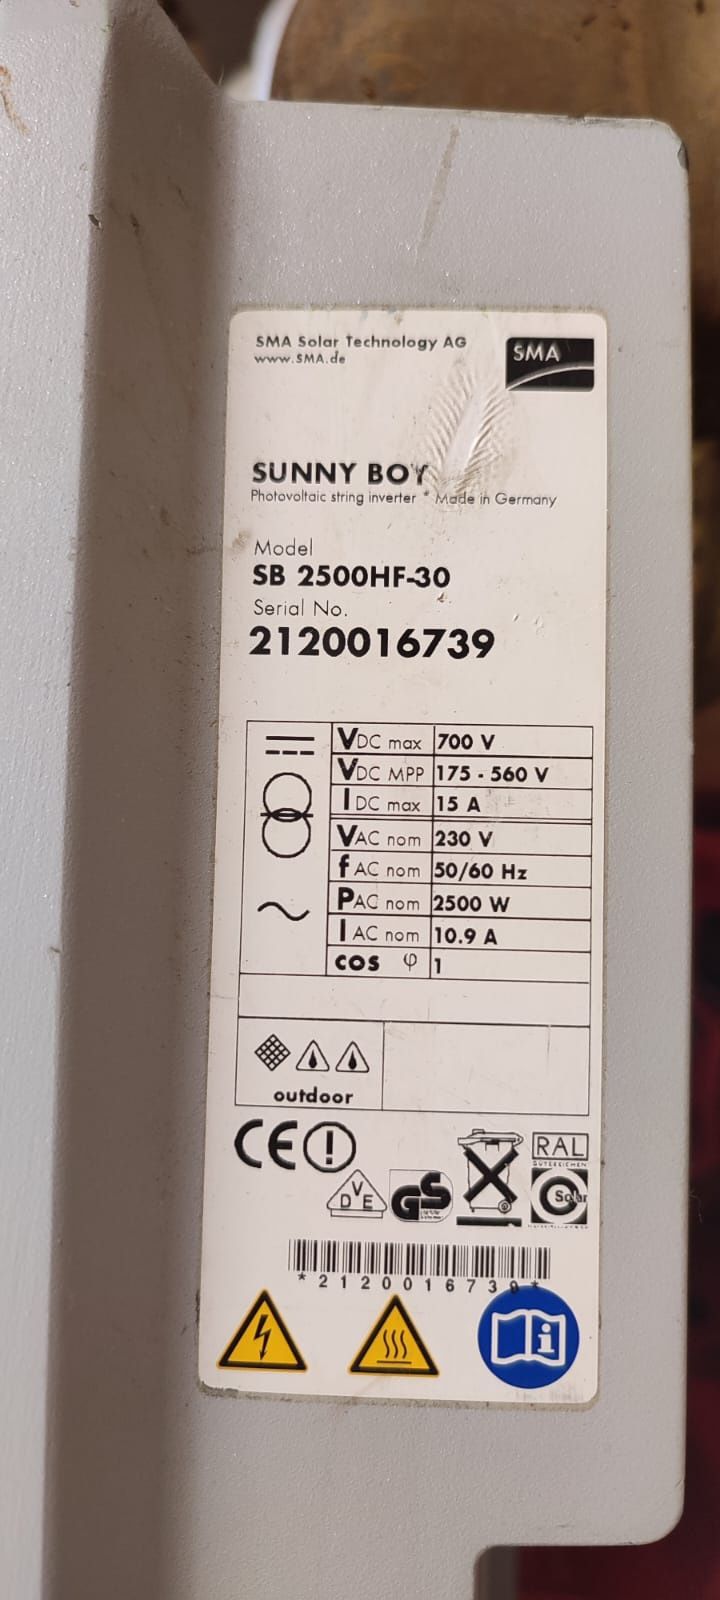 SMA Solar Technology AG
www.SMA.de
SMA
SUNNY BOY
Photovoltaic string inverter * Made in Germany
Model
SB 2500HF-30
Serial No.
2120016739
VDC max 700 V
VDC MPP 175 - 560 V
IDC max 15 A
VAC nom 230 V
fAC nom 50/60 Hz
PAC nom 2500 W
IAC nom 10.9 A
cos φ 1
outdoor
CE
RAL
GÜTEZEICHEN
DVE
GS
Solar
*2120016739*